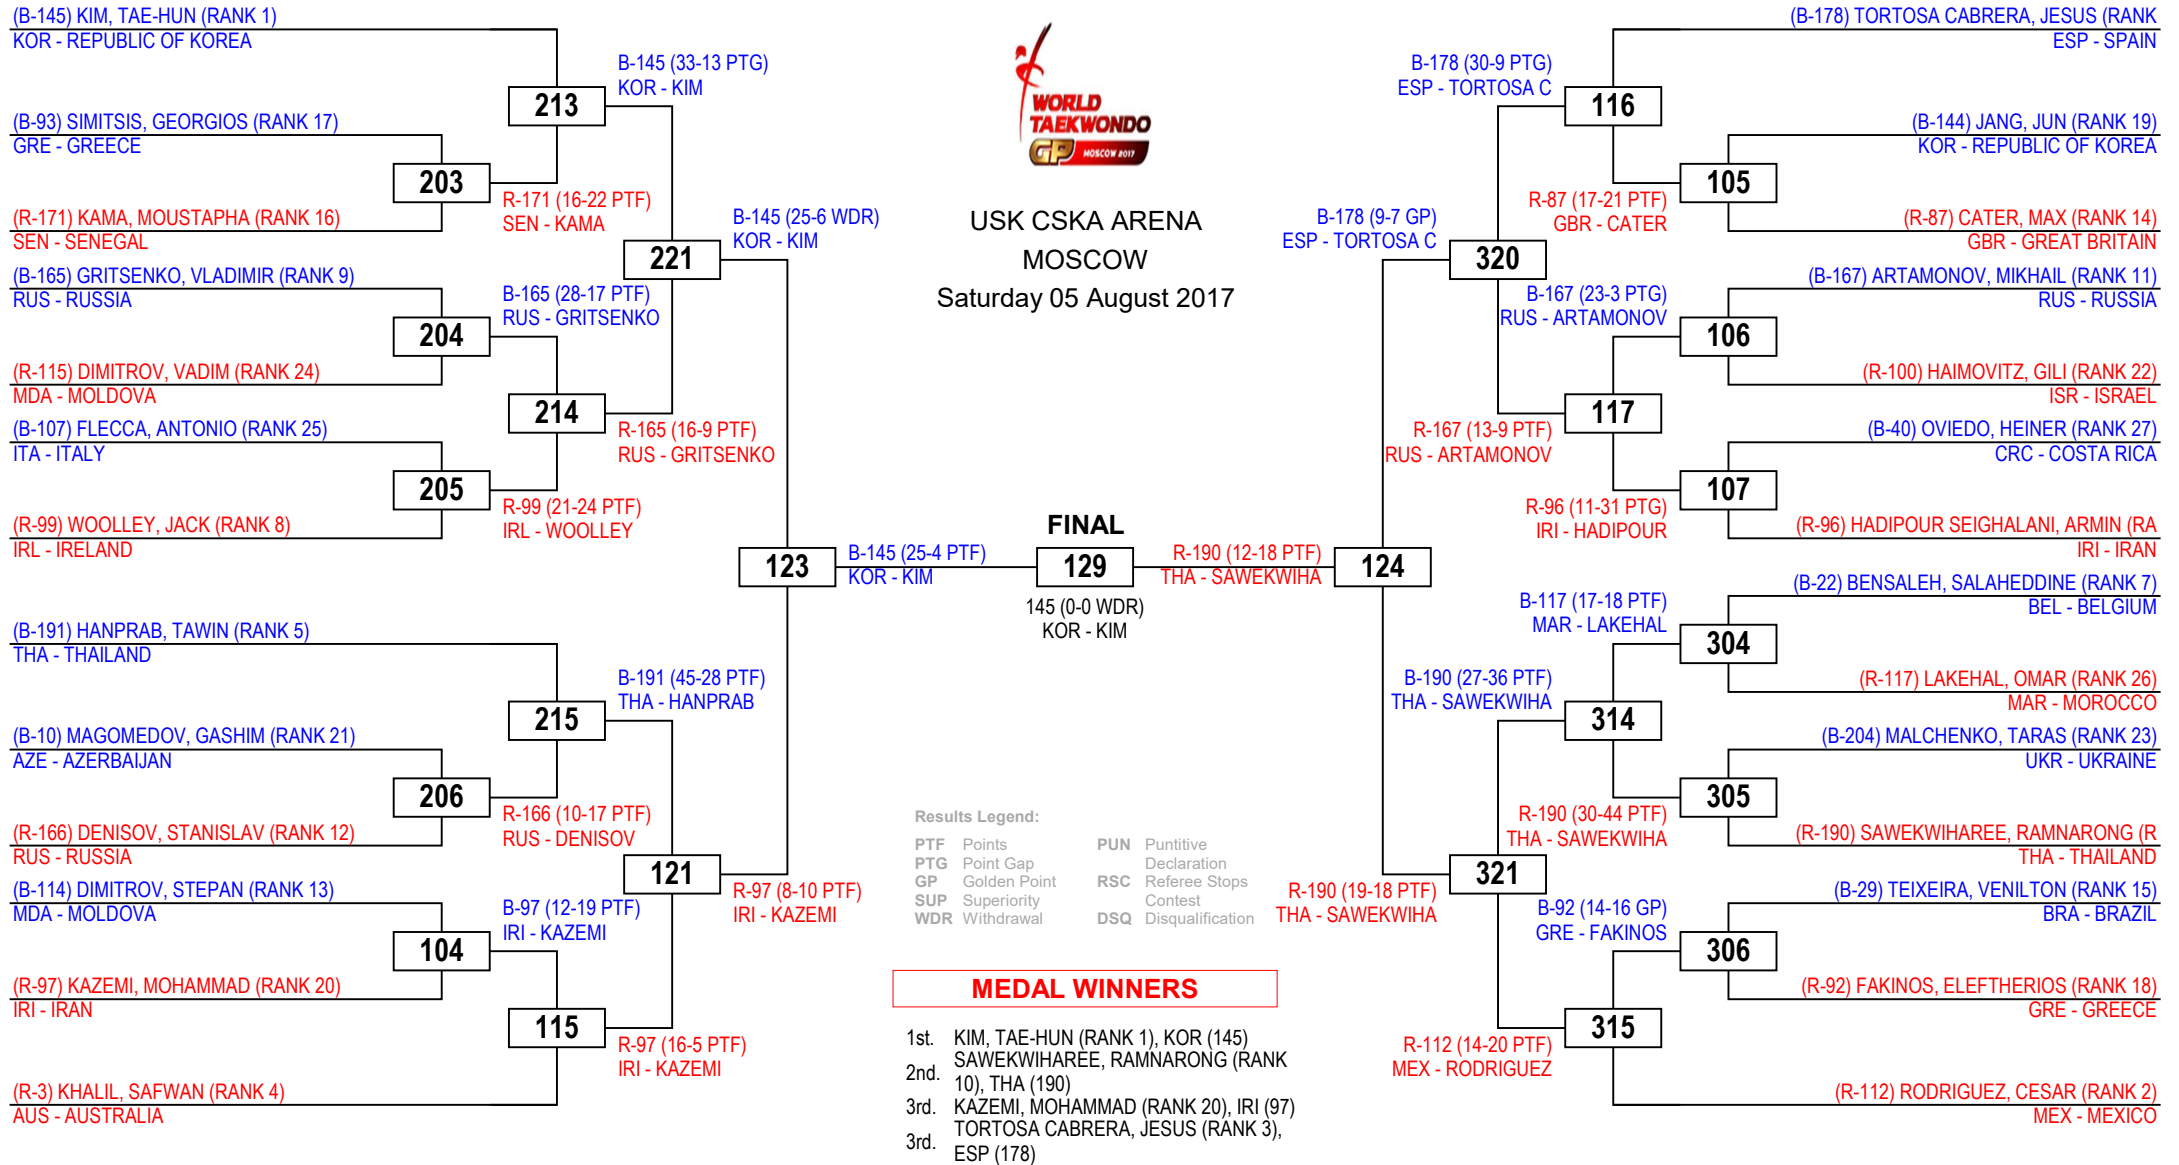 (B-145) KIM, TAE-HUN (RANK 1)
KOR - REPUBLIC OF KOREA
(B-93) SIMITSIS, GEORGIOS (RANK 17)
GRE - GREECE
(R-171) KAMA, MOUSTAPHA (RANK 16)
SEN - SENEGAL
(B-165) GRITSENKO, VLADIMIR (RANK 9)
RUS - RUSSIA
(R-115) DIMITROV, VADIM (RANK 24)
MDA - MOLDOVA
(B-107) FLECCA, ANTONIO (RANK 25)
ITA - ITALY
(R-99) WOOLLEY, JACK (RANK 8)
IRL - IRELAND
(B-191) HANPRAB, TAWIN (RANK 5)
THA - THAILAND
(B-10) MAGOMEDOV, GASHIM (RANK 21)
AZE - AZERBAIJAN
(R-166) DENISOV, STANISLAV (RANK 12)
RUS - RUSSIA
(B-114) DIMITROV, STEPAN (RANK 13)
MDA - MOLDOVA
(R-97) KAZEMI, MOHAMMAD (RANK 20)
IRI - IRAN
(R-3) KHALIL, SAFWAN (RANK 4)
AUS - AUSTRALIA
203
204
205
206
104
R-171 (16-22 PTF)
SEN - KAMA
B-165 (28-17 PTF)
RUS - GRITSENKO
R-99 (21-24 PTF)
IRL - WOOLLEY
R-166 (10-17 PTF)
RUS - DENISOV
B-97 (12-19 PTF)
IRI - KAZEMI
213
214
215
115
B-145 (33-13 PTG)
KOR - KIM
R-165 (16-9 PTF)
RUS - GRITSENKO
B-191 (45-28 PTF)
THA - HANPRAB
R-97 (16-5 PTF)
IRI - KAZEMI
221
121
B-145 (25-6 WDR)
KOR - KIM
R-97 (8-10 PTF)
IRI - KAZEMI
123
B-145 (25-4 PTF)
KOR - KIM
WORLD
TAEKWONDO
GP MOSCOW 2017
USK CSKA ARENA
MOSCOW
Saturday 05 August 2017
FINAL
129
145 (0-0 WDR)
KOR - KIM
Results Legend:
PTF Points
PTG Point Gap
GP Golden Point
SUP Superiority
WDR Withdrawal
PUN Puntitive
Declaration
RSC Referee Stops
Contest
DSQ Disqualification
MEDAL WINNERS
1st. KIM, TAE-HUN (RANK 1), KOR (145)
2nd. SAWEKWIHAREE, RAMNARONG (RANK
10), THA (190)
3rd. KAZEMI, MOHAMMAD (RANK 20), IRI (97)
3rd. TORTOSA CABRERA, JESUS (RANK 3),
ESP (178)
R-190 (12-18 PTF)
THA - SAWEKWIHA
124
B-178 (9-7 GP)
ESP - TORTOSA C
R-190 (19-18 PTF)
THA - SAWEKWIHA
320
321
B-178 (30-9 PTG)
ESP - TORTOSA C
R-167 (13-9 PTF)
RUS - ARTAMONOV
B-190 (27-36 PTF)
THA - SAWEKWIHA
R-112 (14-20 PTF)
MEX - RODRIGUEZ
116
117
314
315
R-87 (17-21 PTF)
GBR - CATER
B-167 (23-3 PTG)
RUS - ARTAMONOV
R-96 (11-31 PTG)
IRI - HADIPOUR
B-117 (17-18 PTF)
MAR - LAKEHAL
R-190 (30-44 PTF)
THA - SAWEKWIHA
B-92 (14-16 GP)
GRE - FAKINOS
105
106
107
304
305
306
(B-178) TORTOSA CABRERA, JESUS (RANK
ESP - SPAIN
(B-144) JANG, JUN (RANK 19)
KOR - REPUBLIC OF KOREA
(R-87) CATER, MAX (RANK 14)
GBR - GREAT BRITAIN
(B-167) ARTAMONOV, MIKHAIL (RANK 11)
RUS - RUSSIA
(R-100) HAIMOVITZ, GILI (RANK 22)
ISR - ISRAEL
(B-40) OVIEDO, HEINER (RANK 27)
CRC - COSTA RICA
(R-96) HADIPOUR SEIGHALANI, ARMIN (RA
IRI - IRAN
(B-22) BENSALEH, SALAHEDDINE (RANK 7)
BEL - BELGIUM
(R-117) LAKEHAL, OMAR (RANK 26)
MAR - MOROCCO
(B-204) MALCHENKO, TARAS (RANK 23)
UKR - UKRAINE
(R-190) SAWEKWIHAREE, RAMNARONG (R
THA - THAILAND
(B-29) TEIXEIRA, VENILTON (RANK 15)
BRA - BRAZIL
(R-92) FAKINOS, ELEFTHERIOS (RANK 18)
GRE - GREECE
(R-112) RODRIGUEZ, CESAR (RANK 2)
MEX - MEXICO